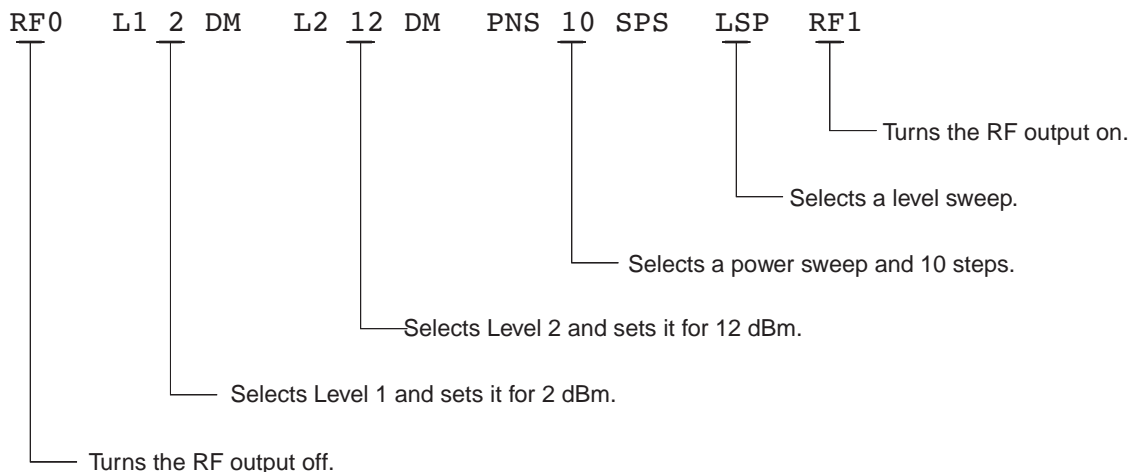 RF0 L1 2 DM L2 12 DM PNS 10 SPS LSP RF1
Turns the RF output on.
Selects a level sweep.
Selects a power sweep and 10 steps.
Selects Level 2 and sets it for 12 dBm.
Selects Level 1 and sets it for 2 dBm.
Turns the RF output off.